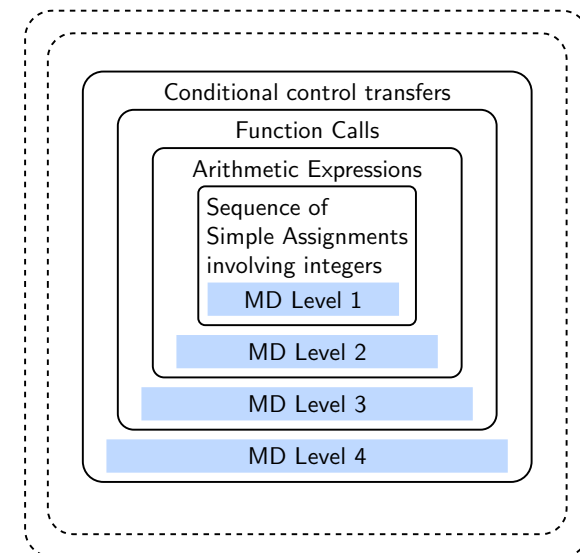 Conditional control transfers
Function Calls
Arithmetic Expressions
Sequence of
Simple Assignments
involving integers
MD Level 1
MD Level 2
MD Level 3
MD Level 4